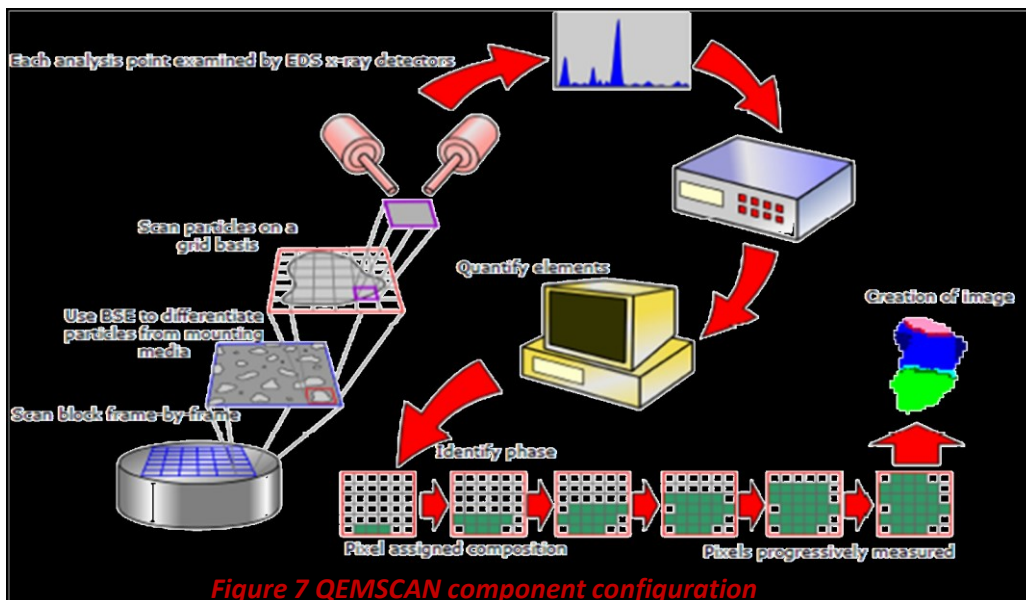 Each analysis point examined by EDS x-ray detectors
Scan particles on a
grid basis
Use BSE to differentiate
particles from mounting
media
Scan block frame-by-frame
Quantify elements
Creation of image
Identify phase
Pixel assigned composition
Pixels progressively measured
Figure 7 QEMSCAN component configuration